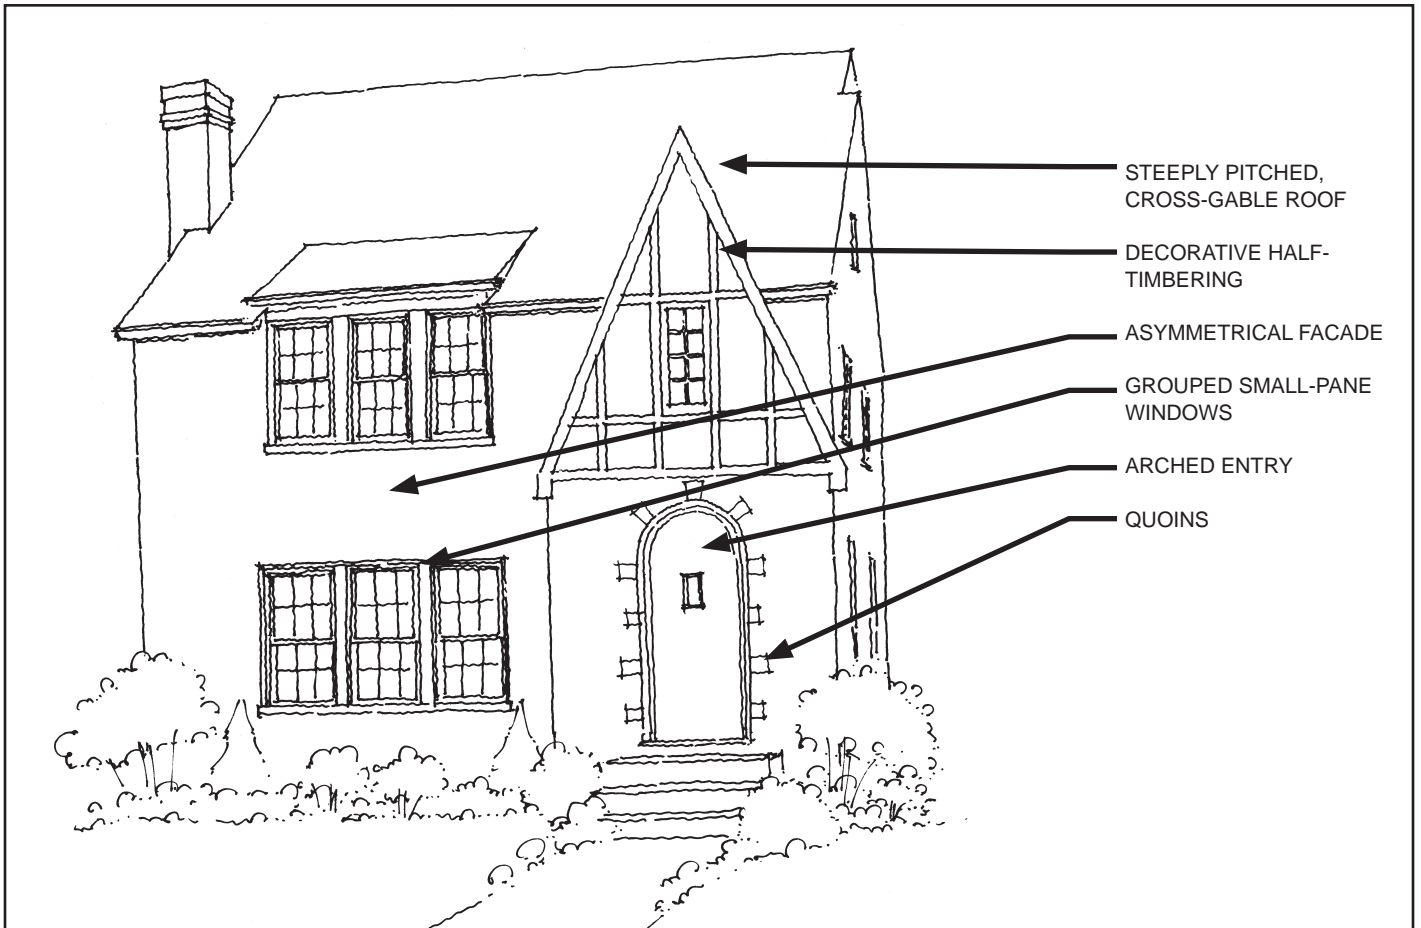 STEEPLY PITCHED,
CROSS-GABLE ROOF
DECORATIVE HALF-
TIMBERING
ASYMMETRICAL FACADE
GROUPED SMALL-PANE
WINDOWS
ARCHED ENTRY
QUOINS